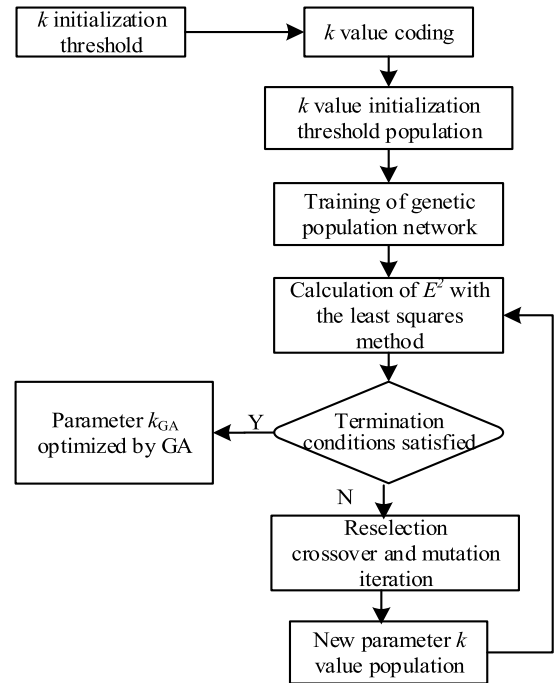 k initialization
threshold
k value coding
k value initialization
threshold population
Training of genetic
population network
Calculation of E² with
the least squares
method
Termination
conditions satisfied
Y
Parameter kGA
optimized by GA
N
Reselection
crossover and mutation
iteration
New parameter k
value population